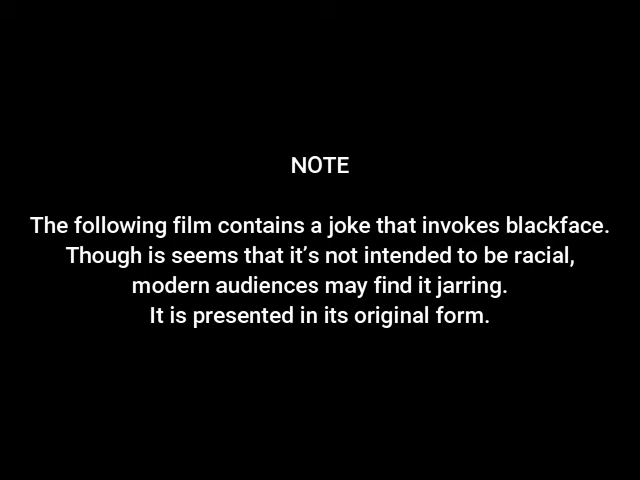 NOTE
The following film contains a joke that invokes blackface.
Though is seems that it’s not intended to be racial,
modern audiences may find it jarring.
It is presented in its original form.